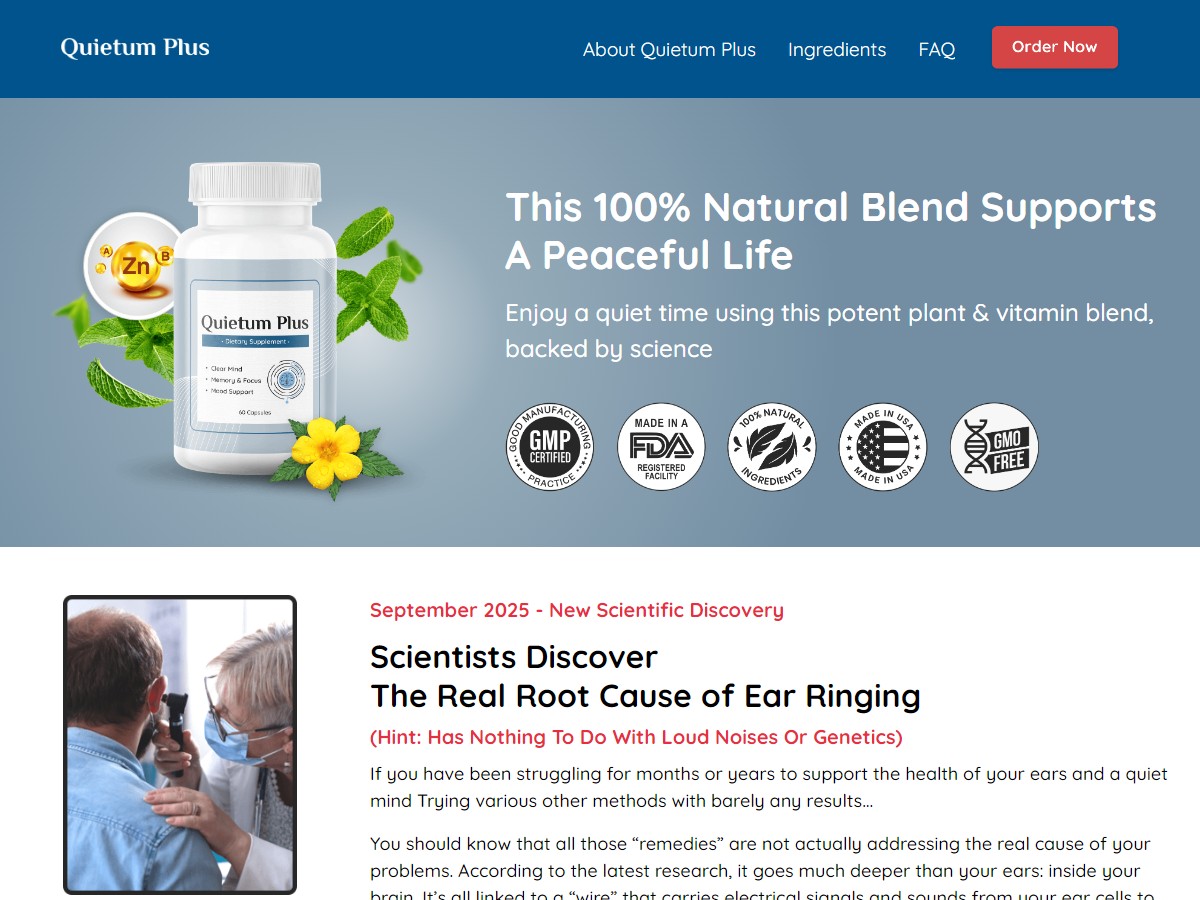 Quietum Plus
About Quietum Plus
Ingredients
FAQ
Order Now
This 100% Natural Blend Supports
A Peaceful Life
Enjoy a quiet time using this potent plant & vitamin blend,
backed by science
A
Zn
B
Quietum Plus
- Dietary Supplement -
• Clear Mind
• Memory & Focus
• Mood Support
60 Capsules
GOOD MANUFACTURING
GMP
CERTIFIED
PRACTICE
MADE IN A
FDA
REGISTERED
FACILITY
100% NATURAL
INGREDIENTS
MADE IN USA
MADE IN USA
GMO
FREE
September 2025 - New Scientific Discovery
Scientists Discover
The Real Root Cause of Ear Ringing
(Hint: Has Nothing To Do With Loud Noises Or Genetics)
If you have been struggling for months or years to support the health of your ears and a quiet
mind Trying various other methods with barely any results...
You should know that all those “remedies” are not actually addressing the real cause of your
problems. According to the latest research, it goes much deeper than your ears: inside your
brain. It’s all linked to a “wire” that carries electrical signals and sounds from your ear cells to